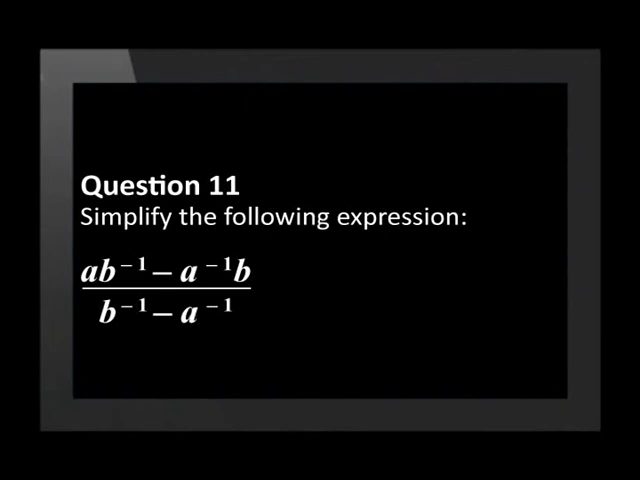 Question 11
Simplify the following expression:
ab⁻¹ – a⁻¹b
b⁻¹ – a⁻¹